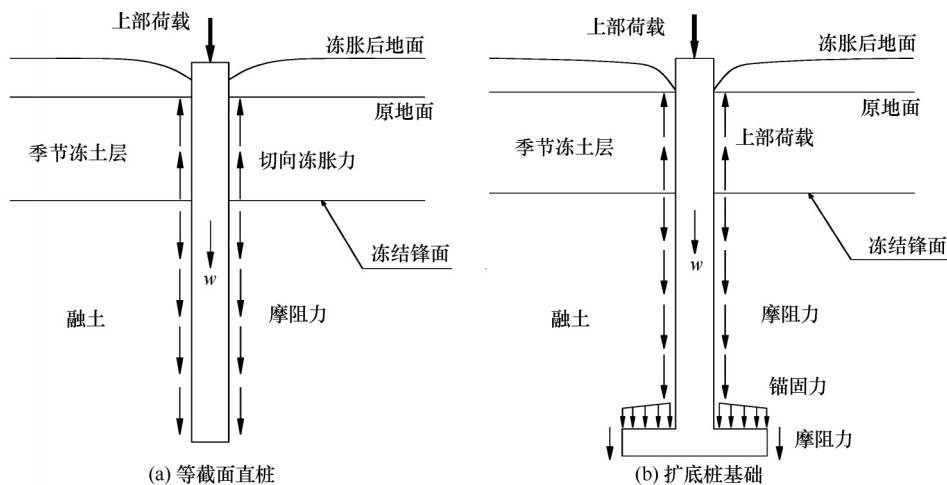 上部荷载
冻胀后地面
原地面
季节冻土层
切向冻胀力
冻结锋面
w
融土
摩阻力
(a) 等截面直桩
上部荷载
冻胀后地面
原地面
季节冻土层
上部荷载
冻结锋面
w
融土
摩阻力
锚固力
摩阻力
(b) 扩底桩基础